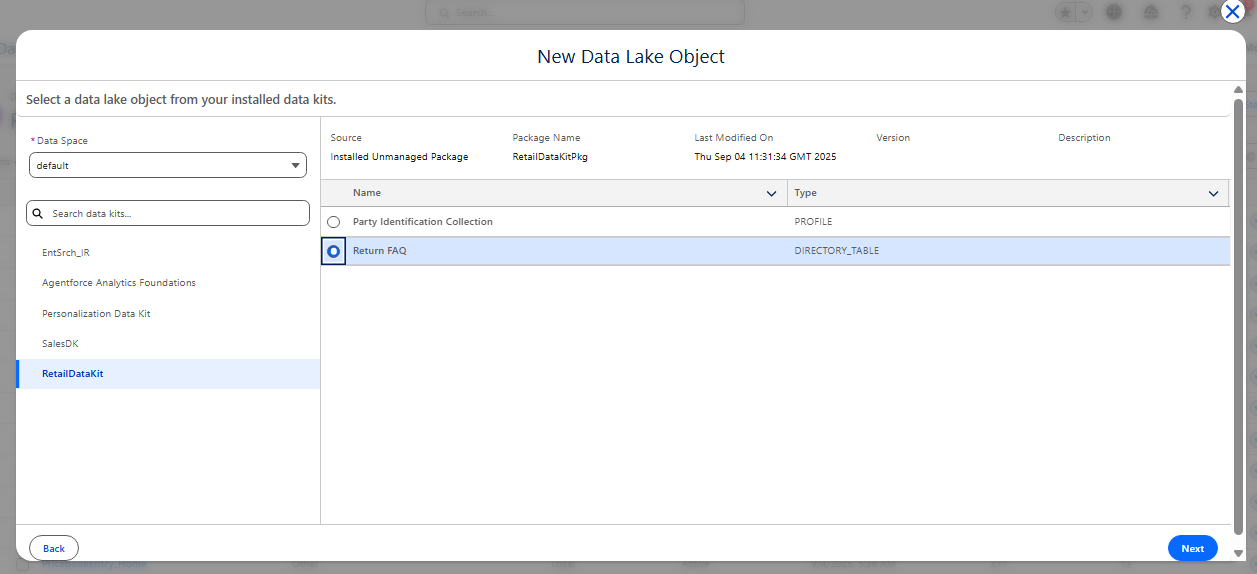 Search...
New Data Lake Object
Select a data lake object from your installed data kits.
* Data Space
default
Search data kits...
EntSrch_IR
Agentforce Analytics Foundations
Personalization Data Kit
SalesDK
RetailDataKit
Source
Installed Unmanaged Package
Package Name
RetailDataKitPkg
Last Modified On
Thu Sep 04 11:31:34 GMT 2025
Version
Description
Name Type
Party Identification Collection PROFILE
Return FAQ DIRECTORY_TABLE
Back Next